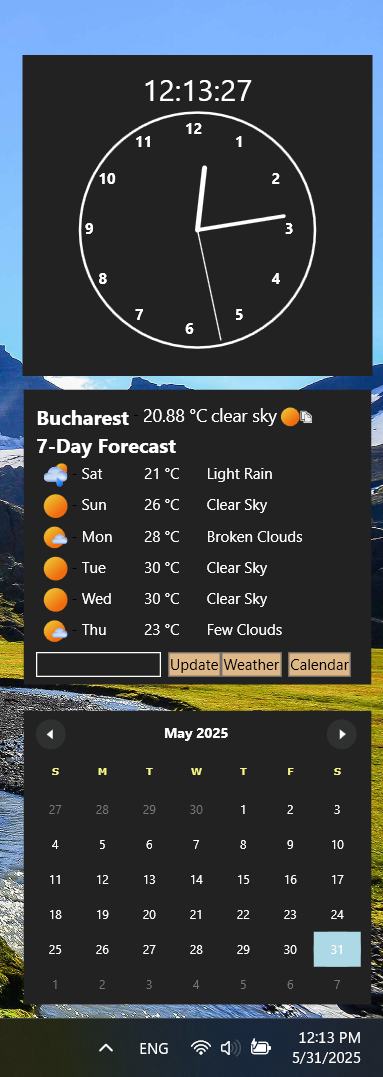 12:13:27
12
11 1
10 2
9 3
8 4
7 5
6
Bucharest - 20.88 °C clear sky
7-Day Forecast
- Sat 21 °C Light Rain
- Sun 26 °C Clear Sky
- Mon 28 °C Broken Clouds
- Tue 30 °C Clear Sky
- Wed 30 °C Clear Sky
- Thu 23 °C Few Clouds
Update Weather Calendar
May 2025
S M T W T F S
27 28 29 30 1 2 3
4 5 6 7 8 9 10
11 12 13 14 15 16 17
18 19 20 21 22 23 24
25 26 27 28 29 30 31
1 2 3 4 5 6 7
ENG
12:13 PM
5/31/2025